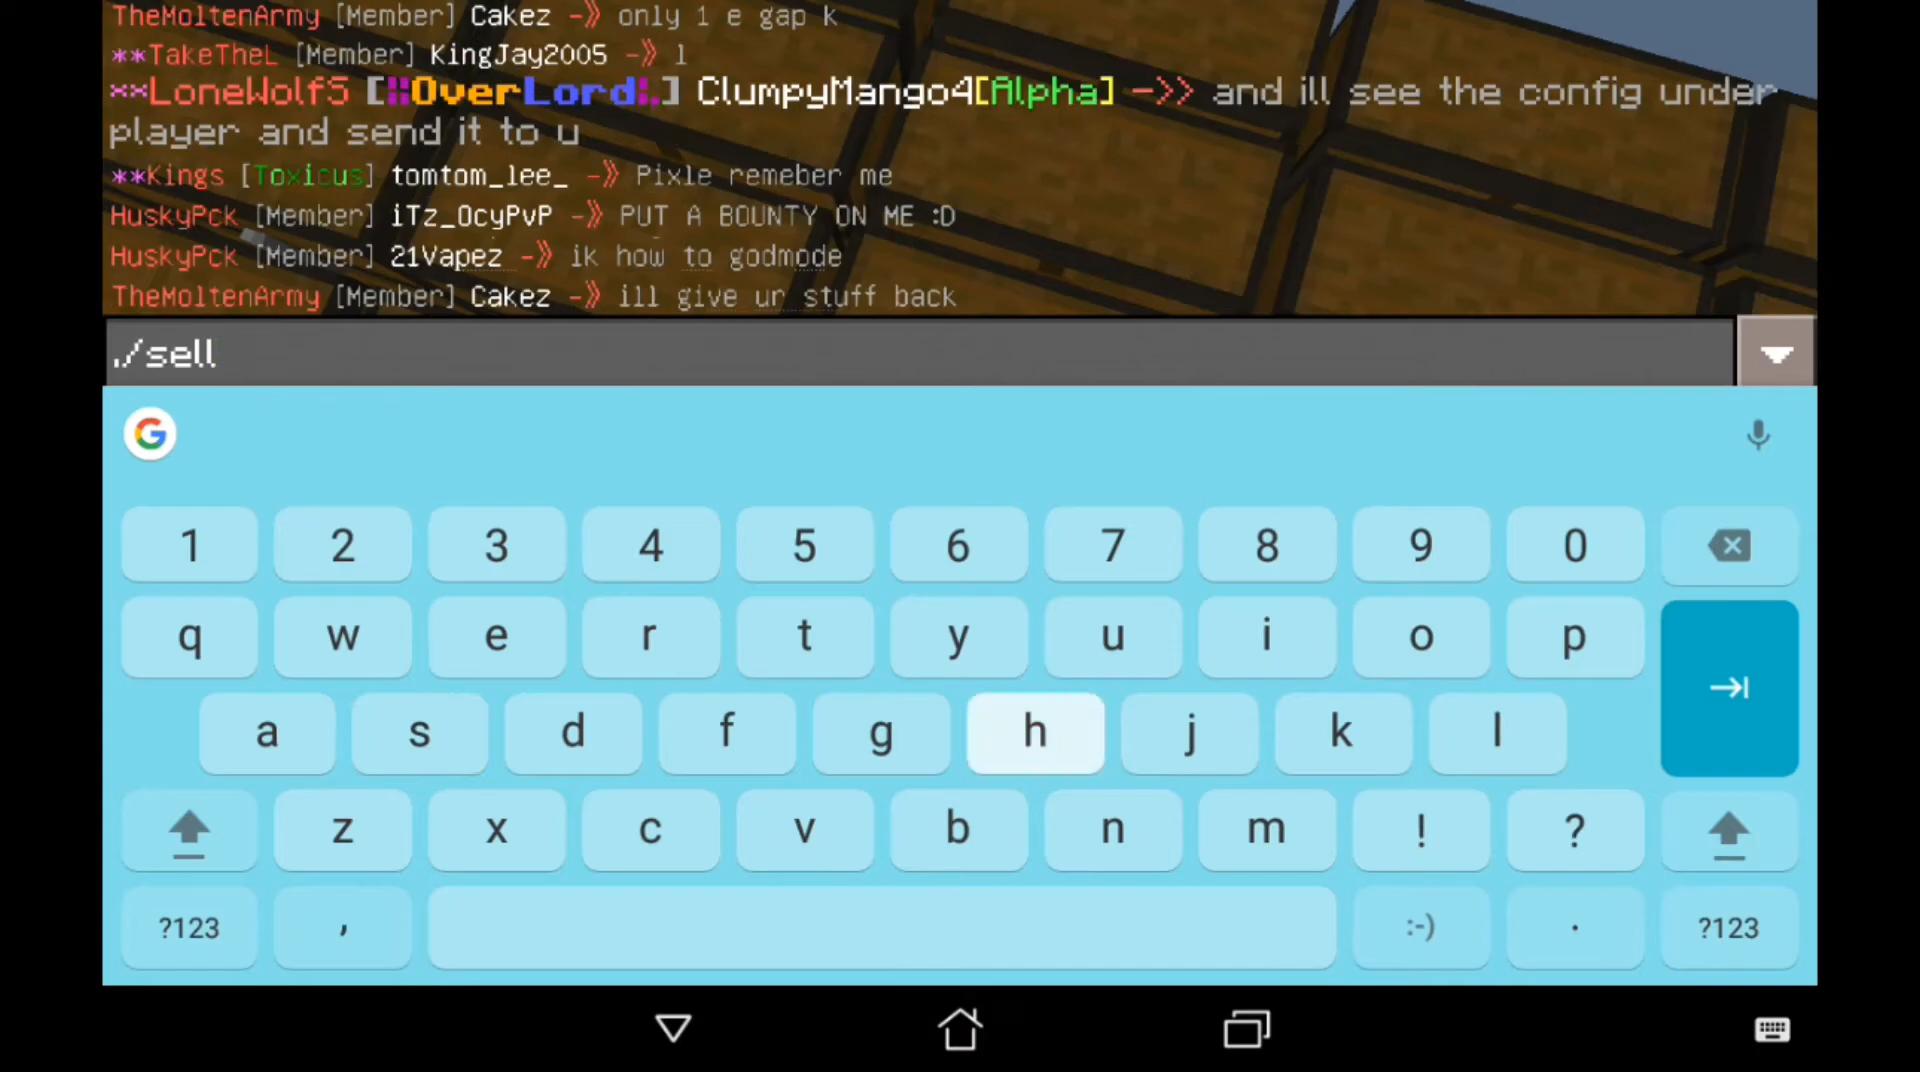 TheMoltenArmy [Member] Cakez -》 only 1 e gap k
**TakeTheL [Member] KingJay2005 -》 l
**LoneWolfS [!!OverLord!.] ClumpyMango4[Alpha] ->> and ill see the config under
player and send it to u
**Kings [Toxicus] tomtom_lee_ -》 Pixle remeber me
HuskyPck [Member] iTz_OcyPvP -》 PUT A BOUNTY ON ME :D
HuskyPck [Member] 21Vapez -》 ik how to godmode
TheMoltenArmy [Member] Cakez -》 ill give ur stuff back
./sell
G
1 2 3 4 5 6 7 8 9 0
q w e r t y u i o p
a s d f g h j k l
z x c v b n m ! ?
?123 , :-) . ?123